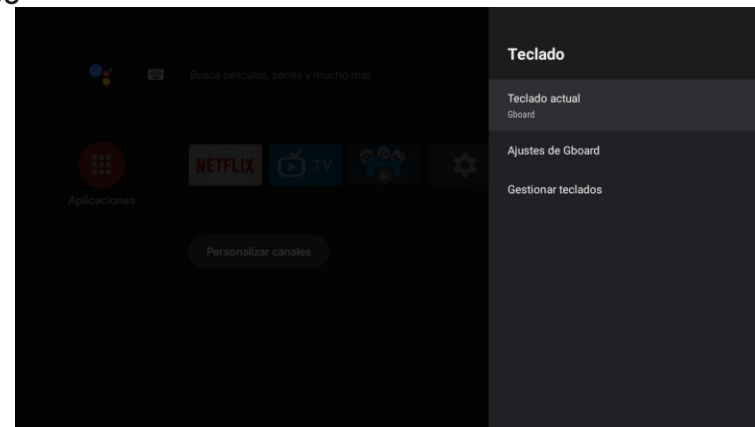 Teclado
Teclado actual
Gboard
Ajustes de Gboard
Gestionar teclados
Busca películas, series y mucho más
NETFLIX
TV
Aplicaciones
Personalizar canales